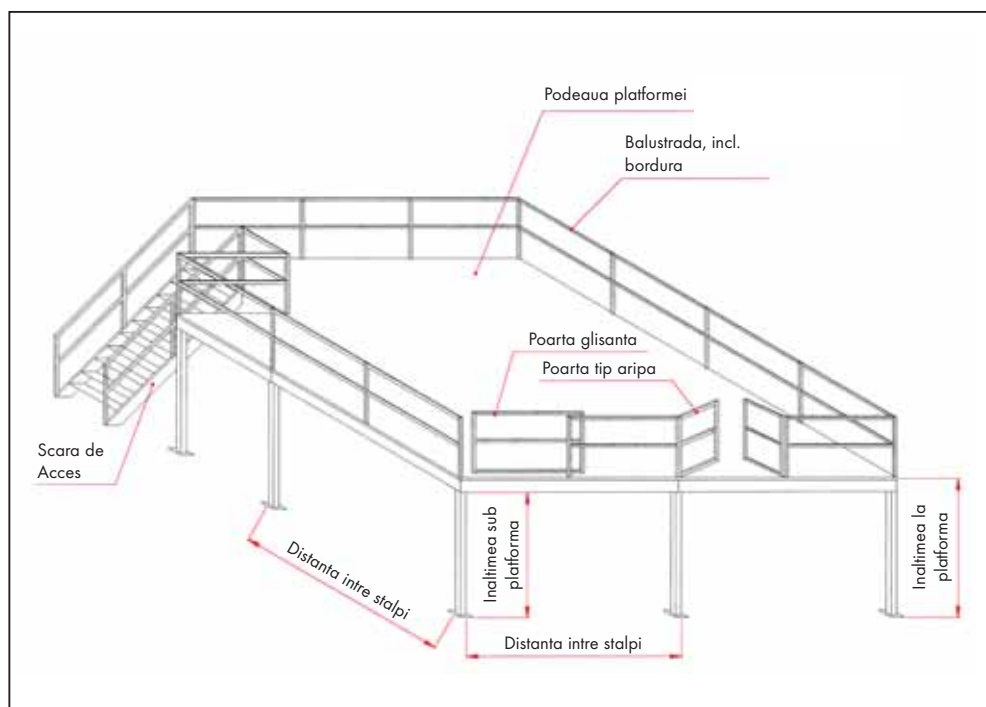 Podeaua platformei
Balustrada, incl.
bordura
Poarta glisanta
Poarta tip aripa
Scara de
Acces
Distanta intre stalpi
Inaltimea sub
platforma
Distanta intre stalpi
Inaltimea la
platforma